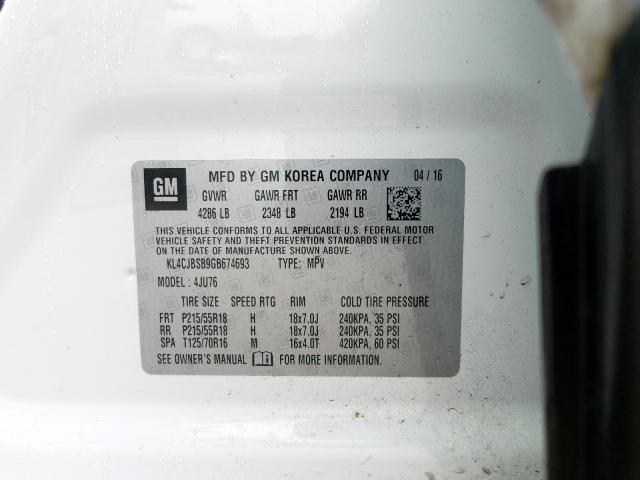 GM
MFD BY GM KOREA COMPANY 04 / 16
GVWR GAWR FRT GAWR RR
4286 LB 2348 LB 2194 LB
THIS VEHICLE CONFORMS TO ALL APPLICABLE U.S. FEDERAL MOTOR
VEHICLE SAFETY AND THEFT PREVENTION STANDARDS IN EFFECT
ON THE DATE OF MANUFACTURE SHOWN ABOVE.
KL4CJBSB9GB674693 TYPE: MPV
MODEL : 4JU76
TIRE SIZE SPEED RTG RIM COLD TIRE PRESSURE
FRT P215/55R18 H 18x7.0J 240KPA, 35 PSI
RR P215/55R18 H 18x7.0J 240KPA, 35 PSI
SPA T125/70R16 M 16x4.0T 420KPA, 60 PSI
SEE OWNER'S MANUAL FOR MORE INFORMATION.